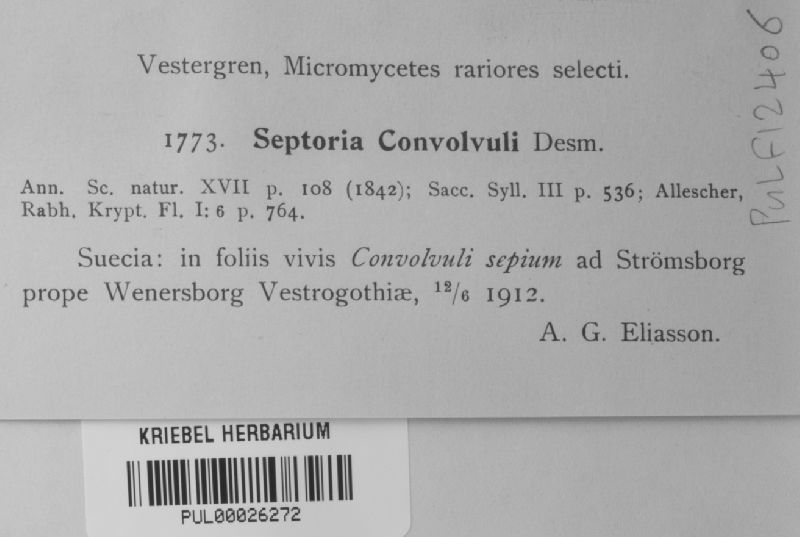 Vestergren, Micromycetes rariores selecti.
1773. Septoria Convolvuli Desm.
Ann. Sc. natur. XVII p. 108 (1842); Sacc. Syll. III p. 536; Allescher,
Rabh. Krypt. Fl. I: 6 p. 764.
Suecia: in foliis vivis Convolvuli sepium ad Strömsborg
prope Wenersborg Vestrogothiæ, 12/6 1912.
A. G. Eliasson.
PULF12406
KRIEBEL HERBARIUM
PUL00026272